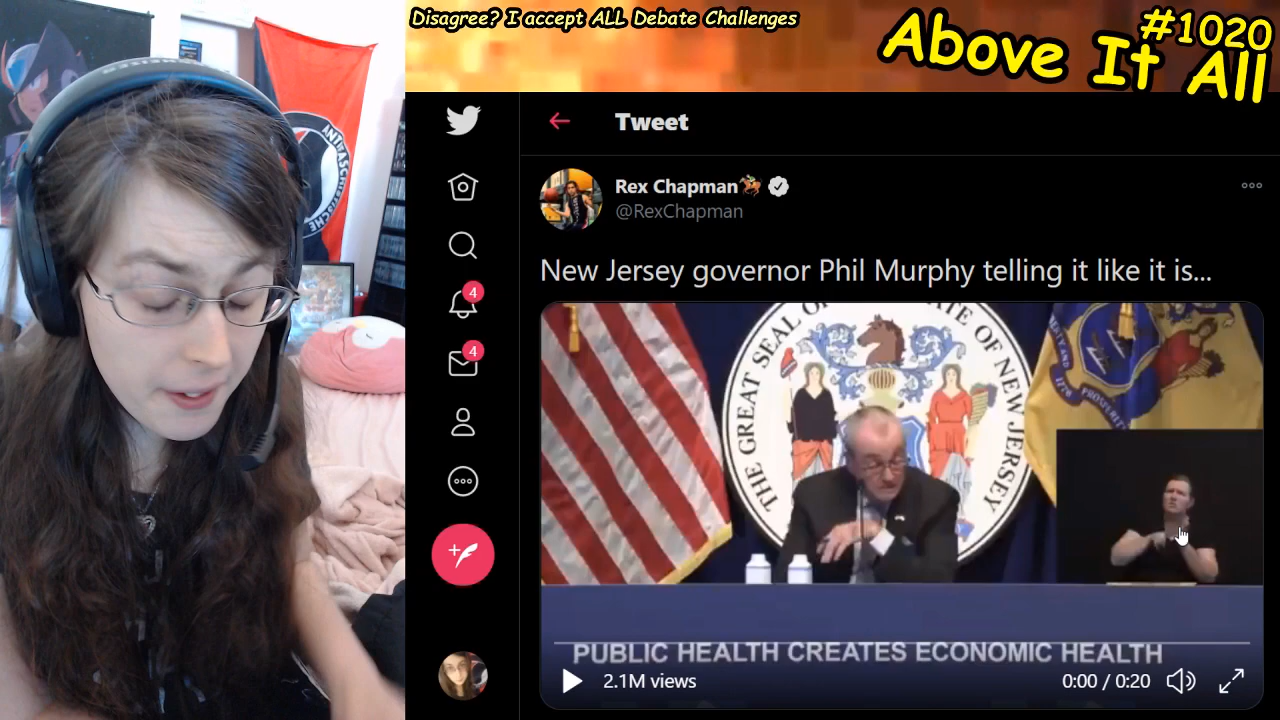 Disagree? I accept ALL Debate Challenges
#1020
Above It All
Tweet
Rex Chapman
@RexChapman
New Jersey governor Phil Murphy telling it like it is...
4
4
THE GREAT SEAL OF
STATE OF NEW JERSEY
PROSPERITY
ANTIFASCHISTISCHE
PUBLIC HEALTH CREATES ECONOMIC HEALTH
2.1M views
0:00 / 0:20